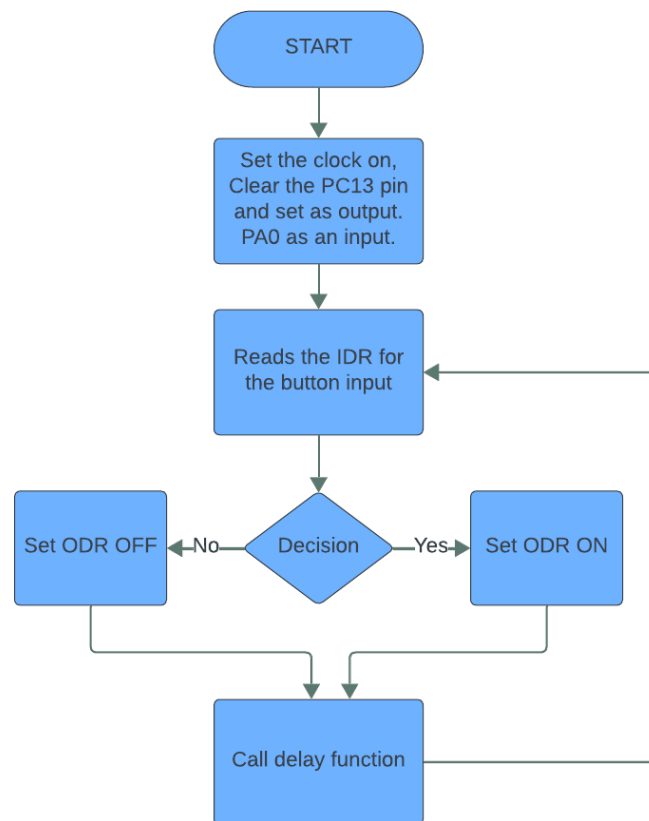 START
Set the clock on,
Clear the PC13 pin
and set as output.
PA0 as an input.
Reads the IDR for
the button input
Set ODR OFF
No
Decision
Yes
Set ODR ON
Call delay function